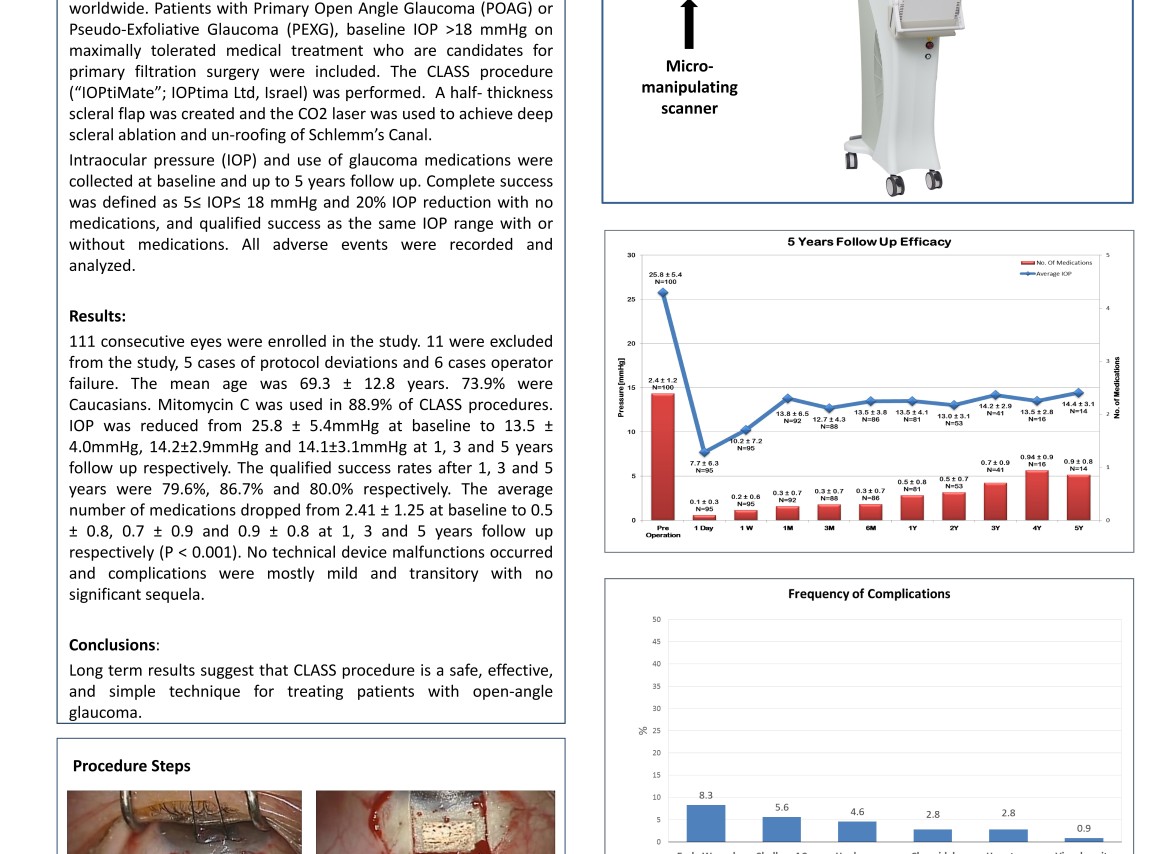 worldwide. Patients with Primary Open Angle Glaucoma (POAG) or
Pseudo-Exfoliative Glaucoma (PEXG), baseline IOP >18 mmHg on
maximally tolerated medical treatment who are candidates for
primary filtration surgery were included. The CLASS procedure
(“IOPtiMate”; IOPtima Ltd, Israel) was performed.  A half- thickness
scleral flap was created and the CO2 laser was used to achieve deep
scleral ablation and un-roofing of Schlemm’s Canal.
Intraocular pressure (IOP) and use of glaucoma medications were
collected at baseline and up to 5 years follow up. Complete success
was defined as 5≤ IOP≤ 18 mmHg and 20% IOP reduction with no
medications, and qualified success as the same IOP range with or
without medications. All adverse events were recorded and
analyzed.
Results:
111 consecutive eyes were enrolled in the study. 11 were excluded
from the study, 5 cases of protocol deviations and 6 cases operator
failure. The mean age was 69.3 ± 12.8 years. 73.9% were
Caucasians. Mitomycin C was used in 88.9% of CLASS procedures.
IOP was reduced from 25.8 ± 5.4mmHg at baseline to 13.5 ±
4.0mmHg, 14.2±2.9mmHg and 14.1±3.1mmHg at 1, 3 and 5 years
follow up respectively. The qualified success rates after 1, 3 and 5
years were 79.6%, 86.7% and 80.0% respectively. The average
number of medications dropped from 2.41 ± 1.25 at baseline to 0.5
± 0.8, 0.7 ± 0.9 and 0.9 ± 0.8 at 1, 3 and 5 years follow up
respectively (P < 0.001). No technical device malfunctions occurred
and complications were mostly mild and transitory with no
significant sequela.
Conclusions:
Long term results suggest that CLASS procedure is a safe, effective,
and simple technique for treating patients with open-angle
glaucoma.
Procedure Steps
Micro-
manipulating
scanner
5 Years Follow Up Efficacy
No. Of Medications
Average IOP
Pressure[mmHg]
30
25
20
15
10
5
0
5
4
3
2
1
0
No. of Medications
25.8 ± 5.4
N=100
7.7 ± 6.3
N=95
10.2 ± 7.2
N=95
13.8 ± 6.5
N=92
12.7 ± 4.3
N=88
13.5 ± 3.8
N=86
13.5 ± 4.1
N=81
13.0 ± 3.1
N=53
14.2 ± 2.9
N=41
13.5 ± 2.8
N=16
14.4 ± 3.1
N=14
2.4 ± 1.2
N=100
0.1 ± 0.3
N=95
0.2 ± 0.6
N=95
0.3 ± 0.7
N=92
0.3 ± 0.7
N=88
0.3 ± 0.7
N=86
0.5 ± 0.8
N=81
0.5 ± 0.7
N=53
0.7 ± 0.9
N=41
0.94 ± 0.9
N=16
0.9 ± 0.8
N=14
Pre
Operation
1 Day
1 W
1M
3M
6M
1Y
2Y
3Y
4Y
5Y
Frequency of Complications
%
50
45
40
35
30
25
20
15
10
5
0
8.3
5.6
4.6
2.8
2.8
0.9